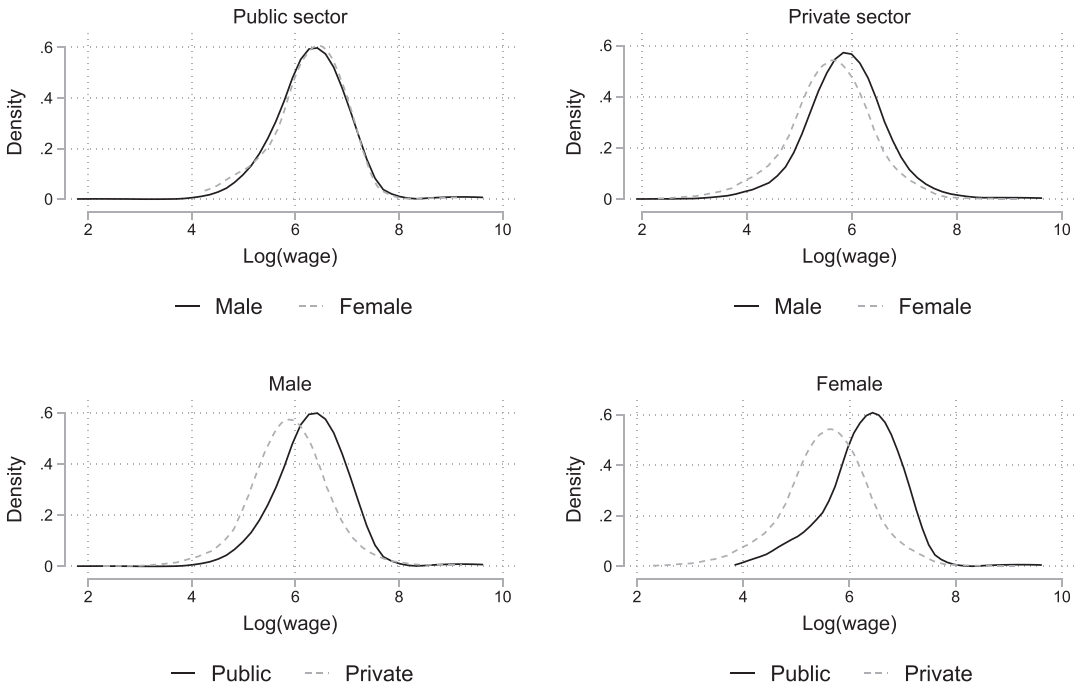 Public sector
Density
.6
.4
.2
0
2 4 6 8 10
Log(wage)
Male Female
Private sector
Density
.6
.4
.2
0
2 4 6 8 10
Log(wage)
Male Female
Male
Density
.6
.4
.2
0
2 4 6 8 10
Log(wage)
Public Private
Female
Density
.6
.4
.2
0
2 4 6 8 10
Log(wage)
Public Private